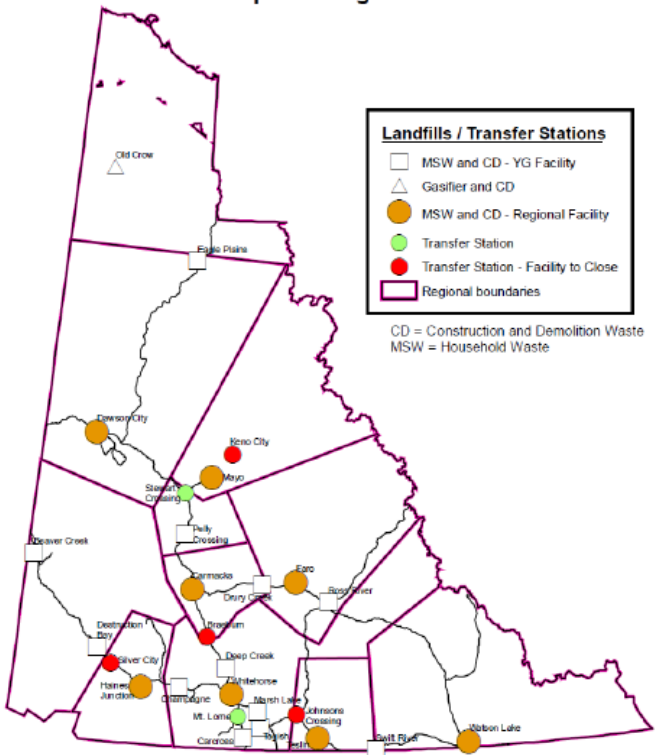 Landfills / Transfer Stations
MSW and CD - YG Facility
Gasifier and CD
MSW and CD - Regional Facility
Transfer Station
Transfer Station - Facility to Close
Regional boundaries
CD = Construction and Demolition Waste
MSW = Household Waste
Old Crow
Eagle Plains
Dawson City
Keno City
Mayo
Stewart
Crossing
Pelly
Crossing
Beaver Creek
Carmacks
Drury Creek
Faro
Ross River
Braeburn
Destruction
Bay
Silver City
Haines
Junction
Champagne
Deep Creek
Whitehorse
Marsh Lake
Mt. Lorne
Carcross
Tagish
Johnsons
Crossing
Teslin
Swift River
Watson Lake